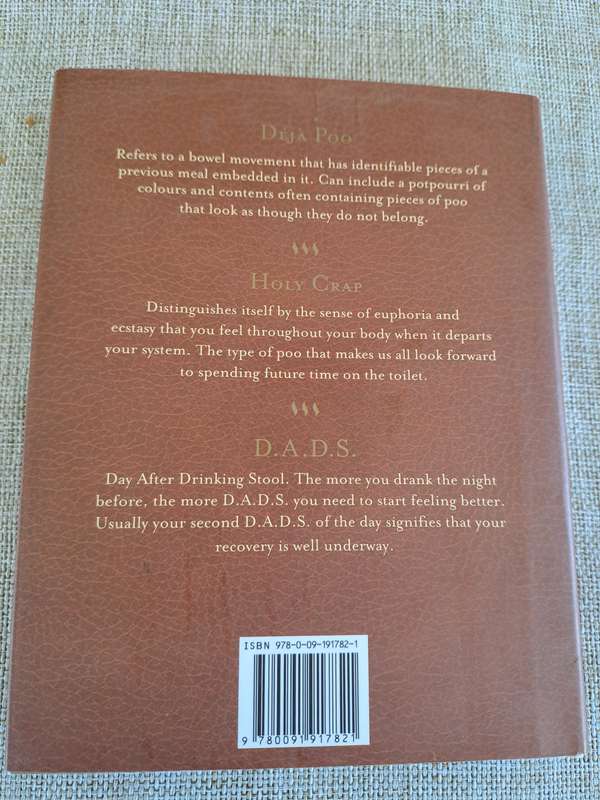 Déjà Poo
Refers to a bowel movement that has identifiable pieces of a
previous meal embedded in it. Can include a potpourri of
colours and contents often containing pieces of poo
that look as though they do not belong.
Holy Crap
Distinguishes itself by the sense of euphoria and
ecstasy that you feel throughout your body when it departs
your system. The type of poo that makes us all look forward
to spending future time on the toilet.
D.A.D.S.
Day After Drinking Stool. The more you drank the night
before, the more D.A.D.S. you need to start feeling better.
Usually your second D.A.D.S. of the day signifies that your
recovery is well underway.
ISBN 978-0-09-191782-1
9 780091 917821